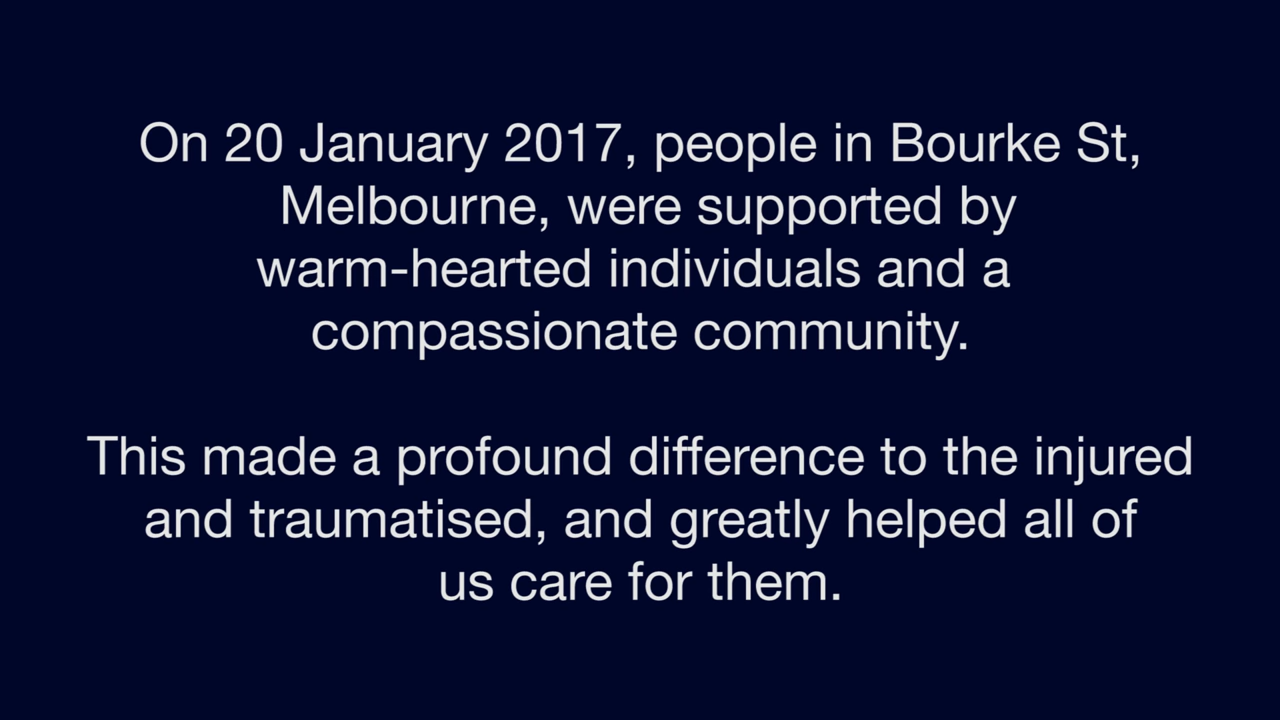 On 20 January 2017, people in Bourke St,
Melbourne, were supported by
warm-hearted individuals and a
compassionate community.
This made a profound difference to the injured
and traumatised, and greatly helped all of
us care for them.